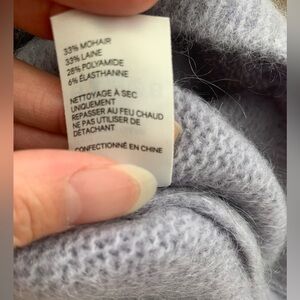 33% MOHAIR
33% LAINE
28% POLYAMIDE
6% ÉLASTHANNE
NETTOYAGE À SEC
UNIQUEMENT
REPASSER AU FEU CHAUD
NE PAS UTILISER DE
DÉTACHANT
CONFECTIONNÉ EN CHINE